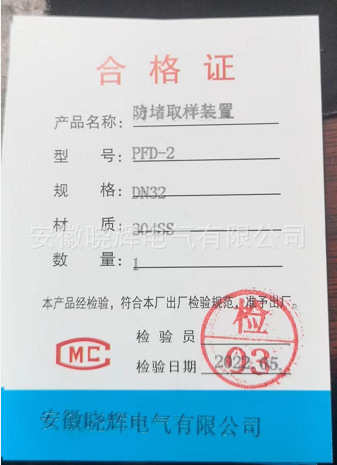 合格证
产品名称: 防堵取样装置
型 号: PFD-2
规 格: DN32
材 质: 304SS
安徽晓辉电气有限公司
数 量: 1
本产品经检验，符合本厂出厂检验规范，准予出厂
检 验 员
检 03
MC
检验日期 2022.05.
安徽晓辉电气有限公司